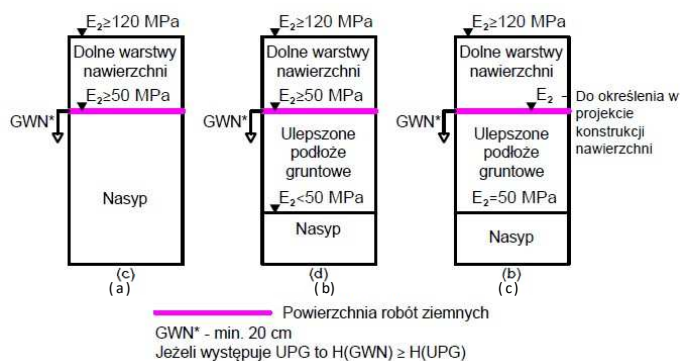 E₂≥120 MPa
Dolne warstwy
nawierzchni
E₂≥50 MPa
GWN*
Nasyp
(c)
(a)
E₂≥120 MPa
Dolne warstwy
nawierzchni
E₂≥50 MPa
GWN*
Ulepszone
podłoże
gruntowe
E₂<50 MPa
Nasyp
(d)
(b)
E₂≥120 MPa
Dolne warstwy
nawierzchni
E₂ - Do określenia w
projekcie
konstrukcji
nawierzchni
GWN*
Ulepszone
podłoże
gruntowe
E₂=50 MPa
Nasyp
(b)
(c)
Powierzchnia robót ziemnych
GWN* - min. 20 cm
Jeżeli występuje UPG to H(GWN) ≥ H(UPG)